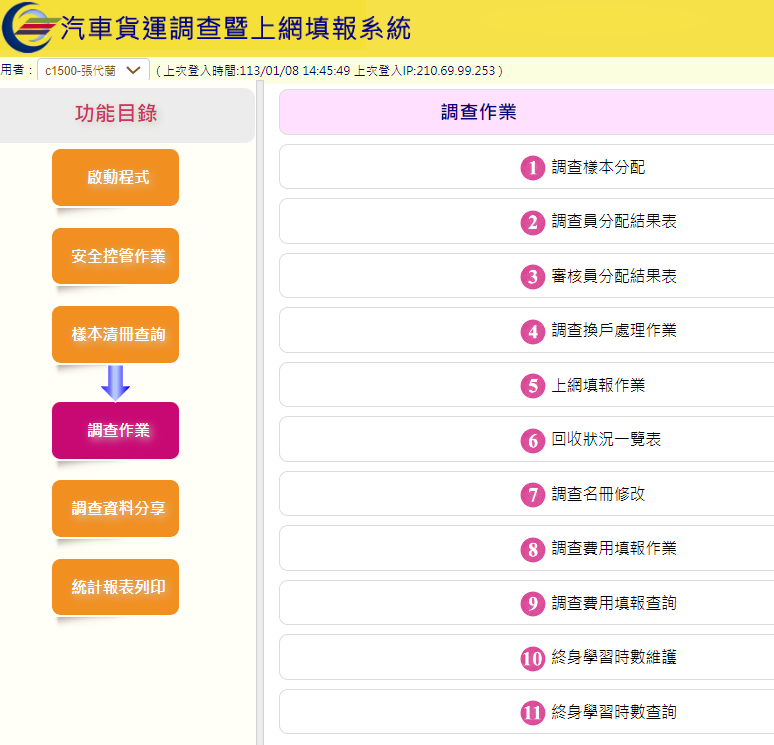 汽車貨運調查暨上網填報系統
用者： c1500-張代蘭 ( 上次登入時間:113/01/08 14:45:49 上次登入IP:210.69.99.253 )
功能目錄
啟動程式
安全控管作業
樣本清冊查詢
調查作業
調查資料分享
統計報表列印
調查作業
1 調查樣本分配
2 調查員分配結果表
3 審核員分配結果表
4 調查換戶處理作業
5 上網填報作業
6 回收狀況一覽表
7 調查名冊修改
8 調查費用填報作業
9 調查費用填報查詢
10 終身學習時數維護
11 終身學習時數查詢